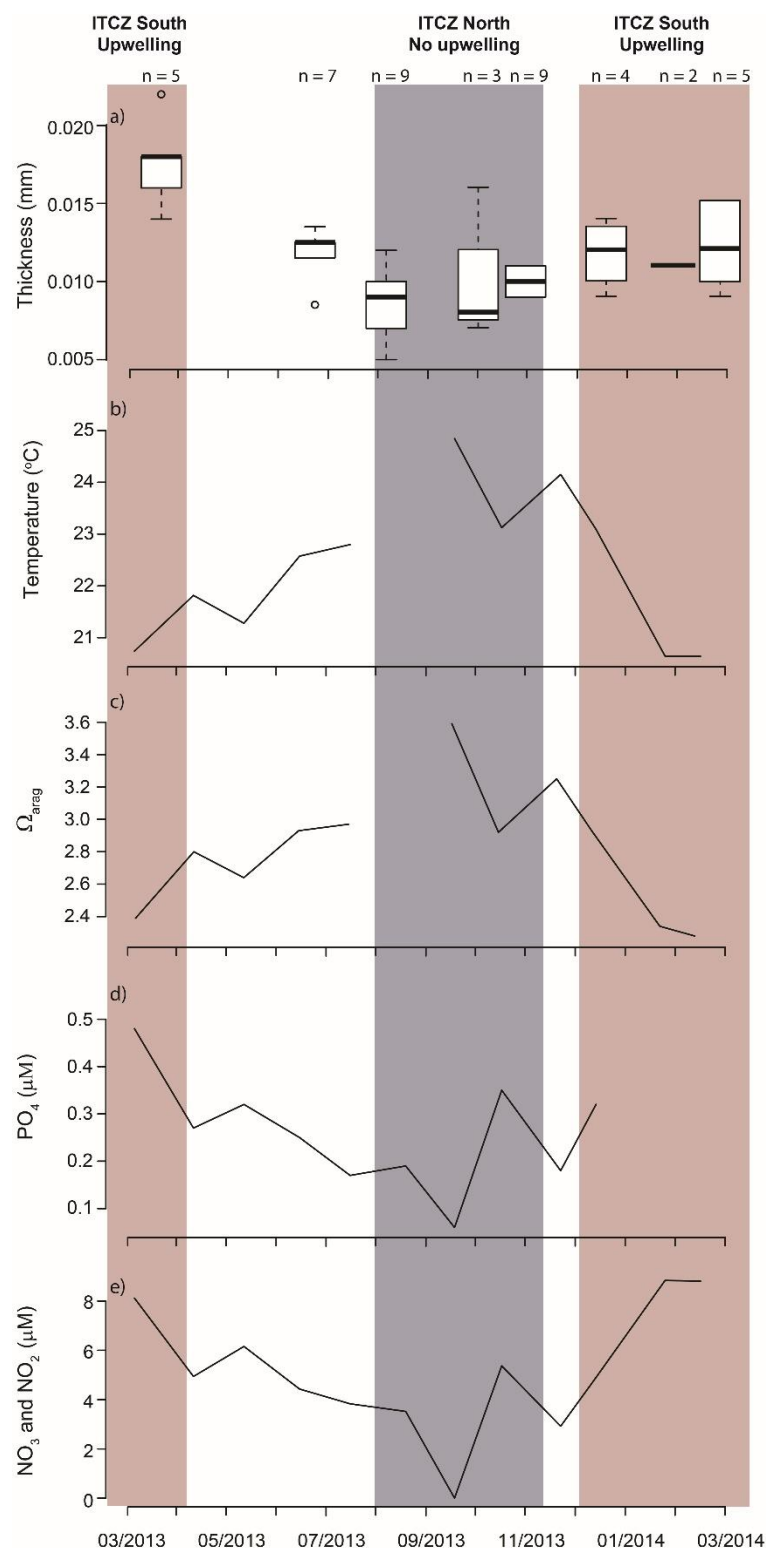 ITCZ South
Upwelling
ITCZ North
No upwelling
ITCZ South
Upwelling
n = 5
n = 7
n = 9
n = 3
n = 9
n = 4
n = 2
n = 5
a)
Thickness (mm)
0.020
0.015
0.010
0.005
b)
Temperature (°C)
25
24
23
22
21
c)
Ωarag
3.6
3.4
3.2
3.0
2.8
2.6
2.4
d)
PO4 (μM)
0.5
0.4
0.3
0.2
0.1
e)
NO3 and NO2 (μM)
8
6
4
2
0
03/2013
05/2013
07/2013
09/2013
11/2013
01/2014
03/2014